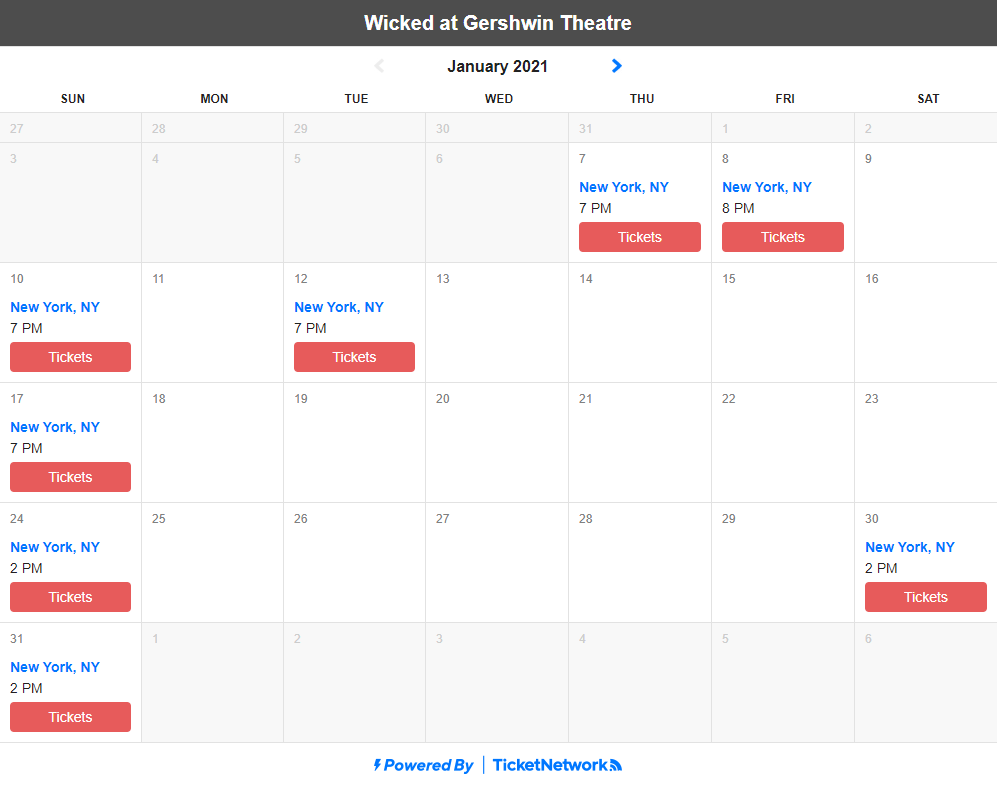 Wicked at Gershwin Theatre
January 2021
SUN MON TUE WED THU FRI SAT
27 28 29 30 31 1 2
3 4 5 6 7 8 9
New York, NY New York, NY
7 PM 8 PM
Tickets Tickets
10 11 12 13 14 15 16
New York, NY New York, NY
7 PM 7 PM
Tickets Tickets
17 18 19 20 21 22 23
New York, NY
7 PM
Tickets
24 25 26 27 28 29 30
New York, NY New York, NY
2 PM 2 PM
Tickets Tickets
31 1 2 3 4 5 6
New York, NY
2 PM
Tickets
Powered By | TicketNetwork